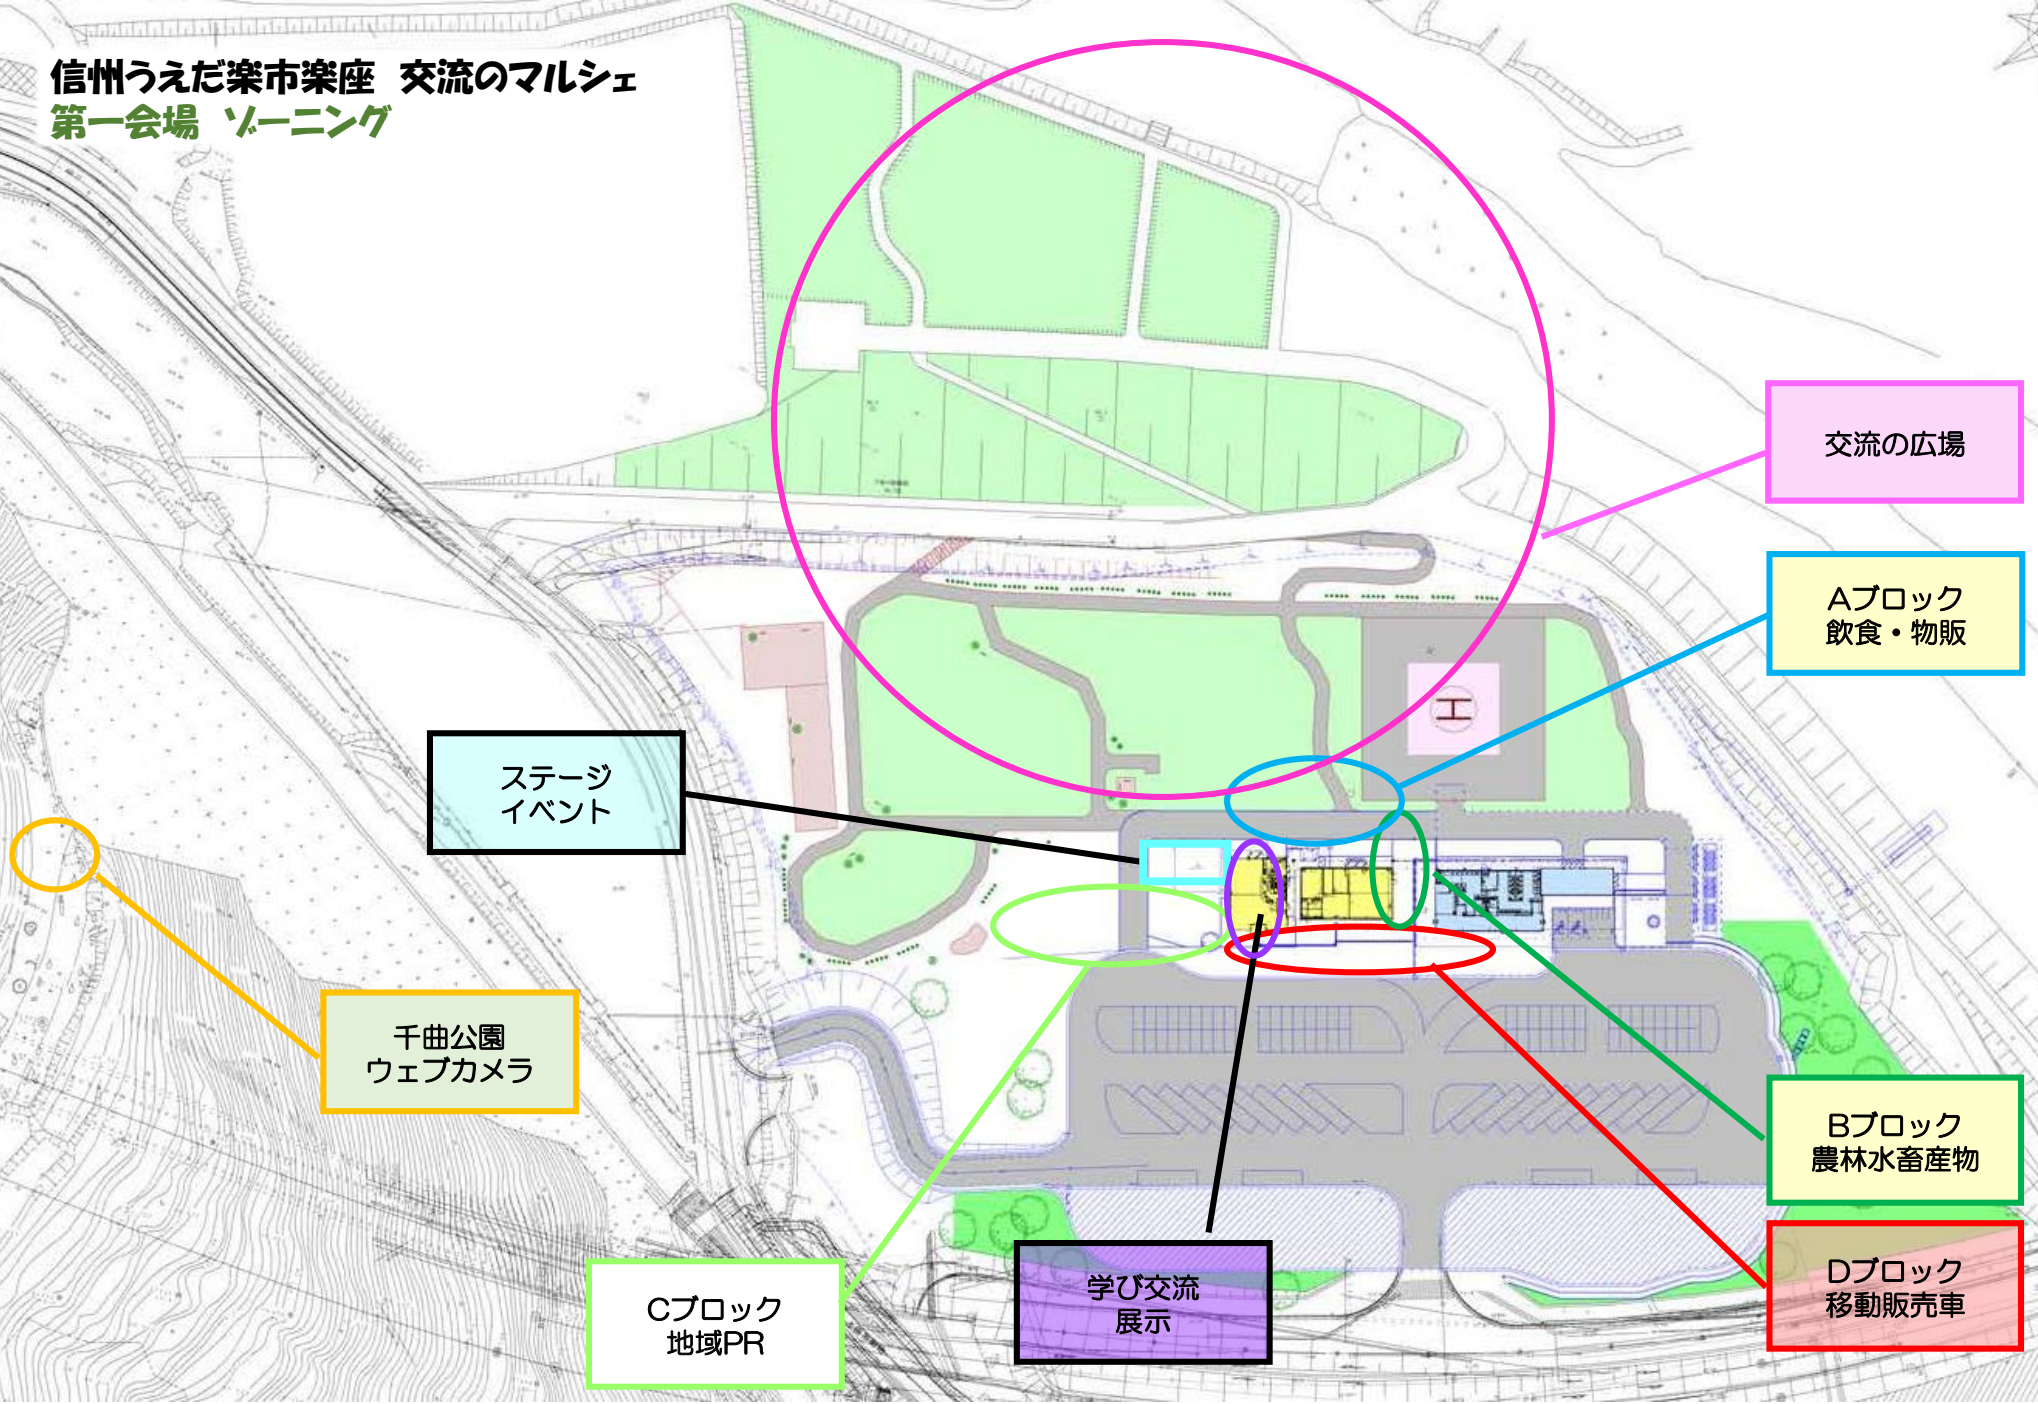 信州うえだ楽市楽座 交流のマルシェ
第一会場 ゾーニング
交流の広場
Aブロック
飲食・物販
H
ステージ
イベント
千曲公園
ウェブカメラ
Bブロック
農林水畜産物
Cブロック
地域PR
学び交流
展示
Dブロック
移動販売車